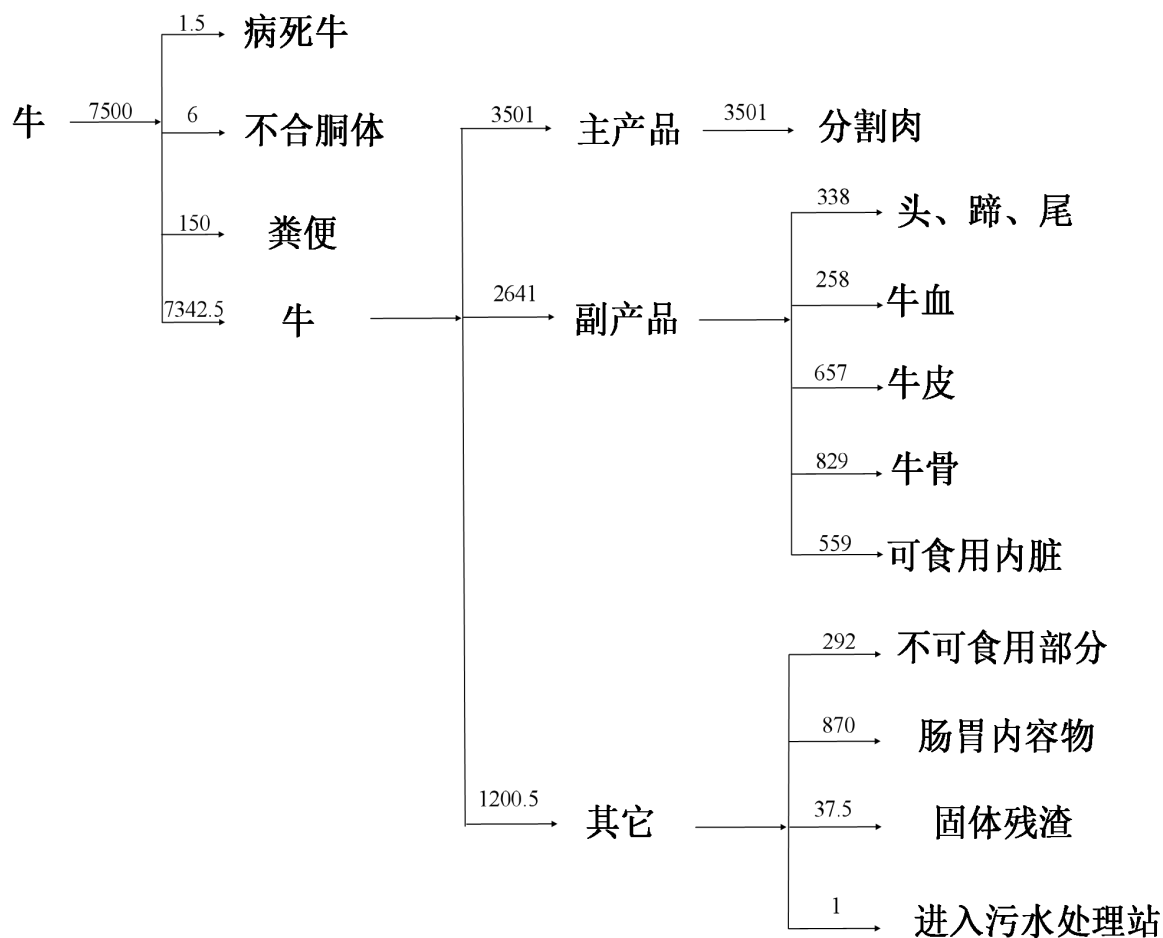 1.5
病死牛
牛
7500
6
不合胴体
150
粪便
7342.5
牛
3501
主产品
3501
分割肉
2641
副产品
338
头、蹄、尾
258
牛血
657
牛皮
829
牛骨
559
可食用内脏
1200.5
其它
292
不可食用部分
870
肠胃内容物
37.5
固体残渣
1
进入污水处理站